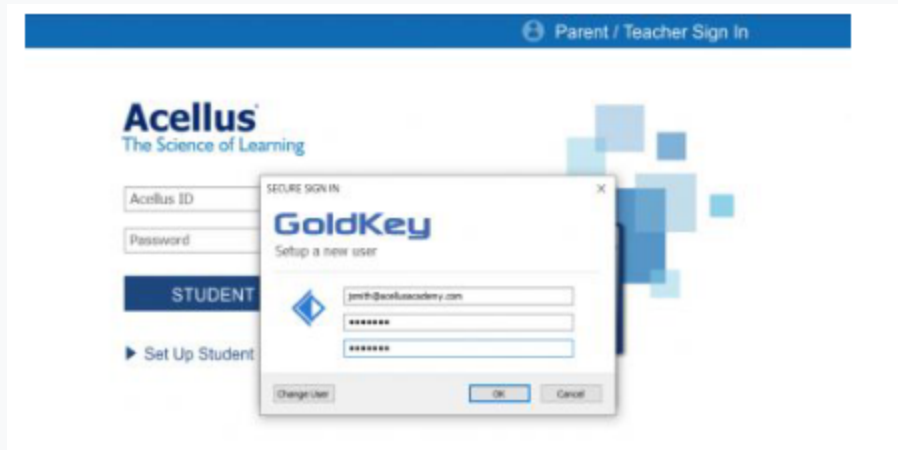 Parent / Teacher Sign In
Acellus
The Science of Learning
Acellus ID
Password
STUDENT
Set Up Student
SECURE SIGN IN
GoldKey
Setup a new user
jsmith@acellusacademy.com
•••••••
•••••••
Change User
OK
Cancel